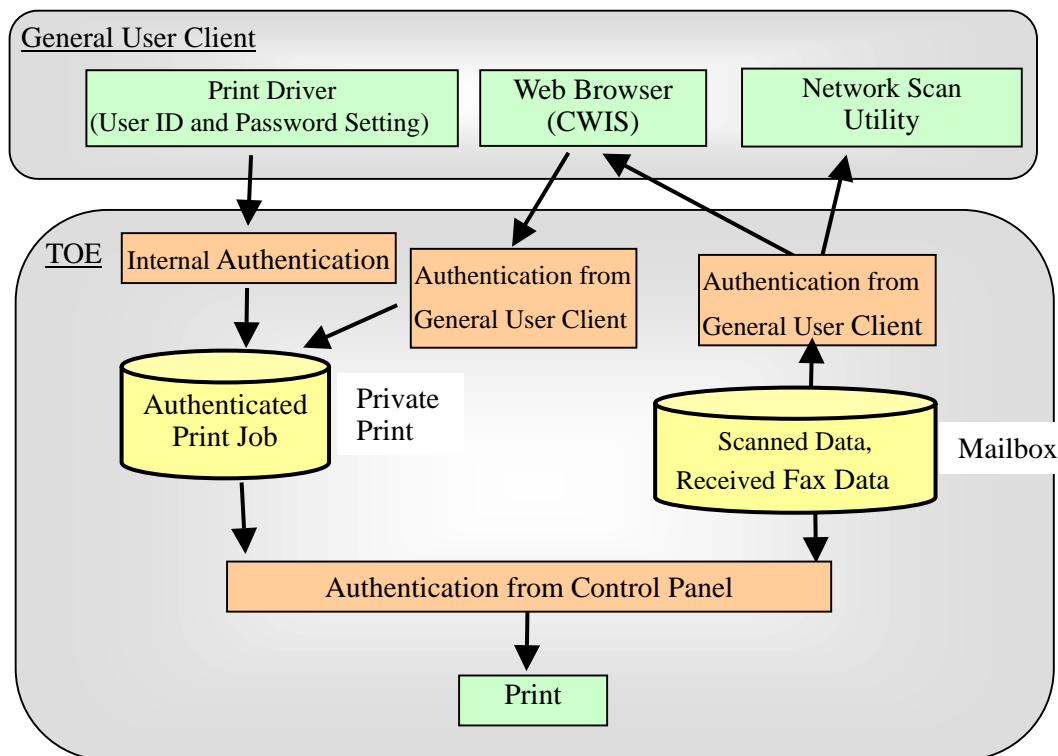 General User Client
Print Driver
(User ID and Password Setting)
Web Browser
(CWIS)
Network Scan
Utility
TOE
Internal Authentication
Authentication from
General User Client
Authentication from
General User Client
Authenticated
Print Job
Private
Print
Scanned Data,
Received Fax Data
Mailbox
Authentication from Control Panel
Print